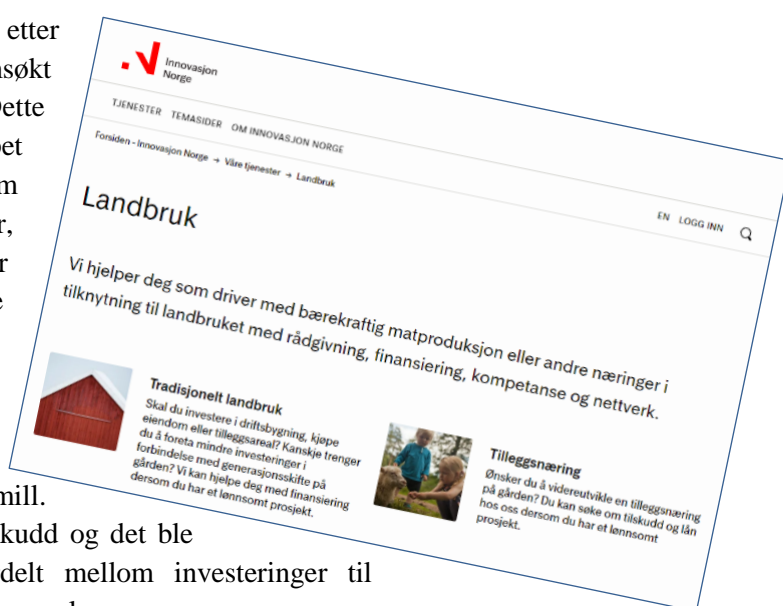 etter
Dette
Innovasjon
Norge
TJENESTER TEMASIDER OM INNOVASJON NORGE
Forsiden - Innovasjon Norge → Våre tjenester → Landbruk
EN LOGG INN
Landbruk
Vi hjelper deg som driver med bærekraftig matproduksjon eller andre næringer i
tilknytning til landbruket med rådgivning, finansiering, kompetanse og nettverk.
Tradisjonelt landbruk
Skal du investere i driftsbygning, kjøpe
eiendom eller tilleggsareal? Kanskje trenger
du å foreta mindre investeringer i
forbindelse med generasjonsskifte på
gården? Vi kan hjelpe deg med finansiering
dersom du har et lønnsomt prosjekt.
Tilleggsnæring
Ønsker du å videreutvikle en tilleggsnæring
på gården? Du kan søke om tilskudd og lån
hos oss dersom du har et lønnsomt
prosjekt.
mill.
kudd og det ble
delt mellom investeringer til